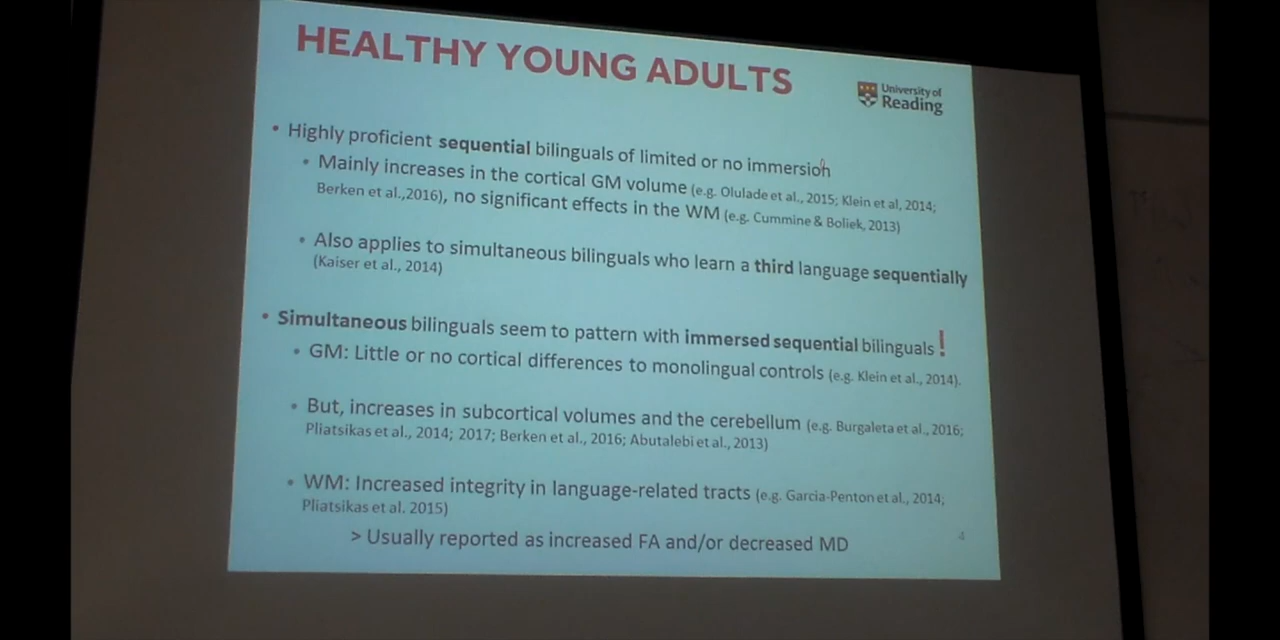 HEALTHY YOUNG ADULTS
University of
Reading
• Highly proficient sequential bilinguals of limited or no immersion
• Mainly increases in the cortical GM volume (e.g. Olulade et al., 2015; Klein et al, 2014;
Berken et al.,2016), no significant effects in the WM (e.g. Cummine & Boliek, 2013)
• Also applies to simultaneous bilinguals who learn a third language sequentially
(Kaiser et al., 2014)
• Simultaneous bilinguals seem to pattern with immersed sequential bilinguals!
• GM: Little or no cortical differences to monolingual controls (e.g. Klein et al., 2014).
• But, increases in subcortical volumes and the cerebellum (e.g. Burgaleta et al., 2016;
Pliatsikas et al., 2014; 2017; Berken et al., 2016; Abutalebi et al., 2013)
• WM: Increased integrity in language-related tracts (e.g. Garcia-Penton et al., 2014;
Pliatsikas et al. 2015)
> Usually reported as increased FA and/or decreased MD
4